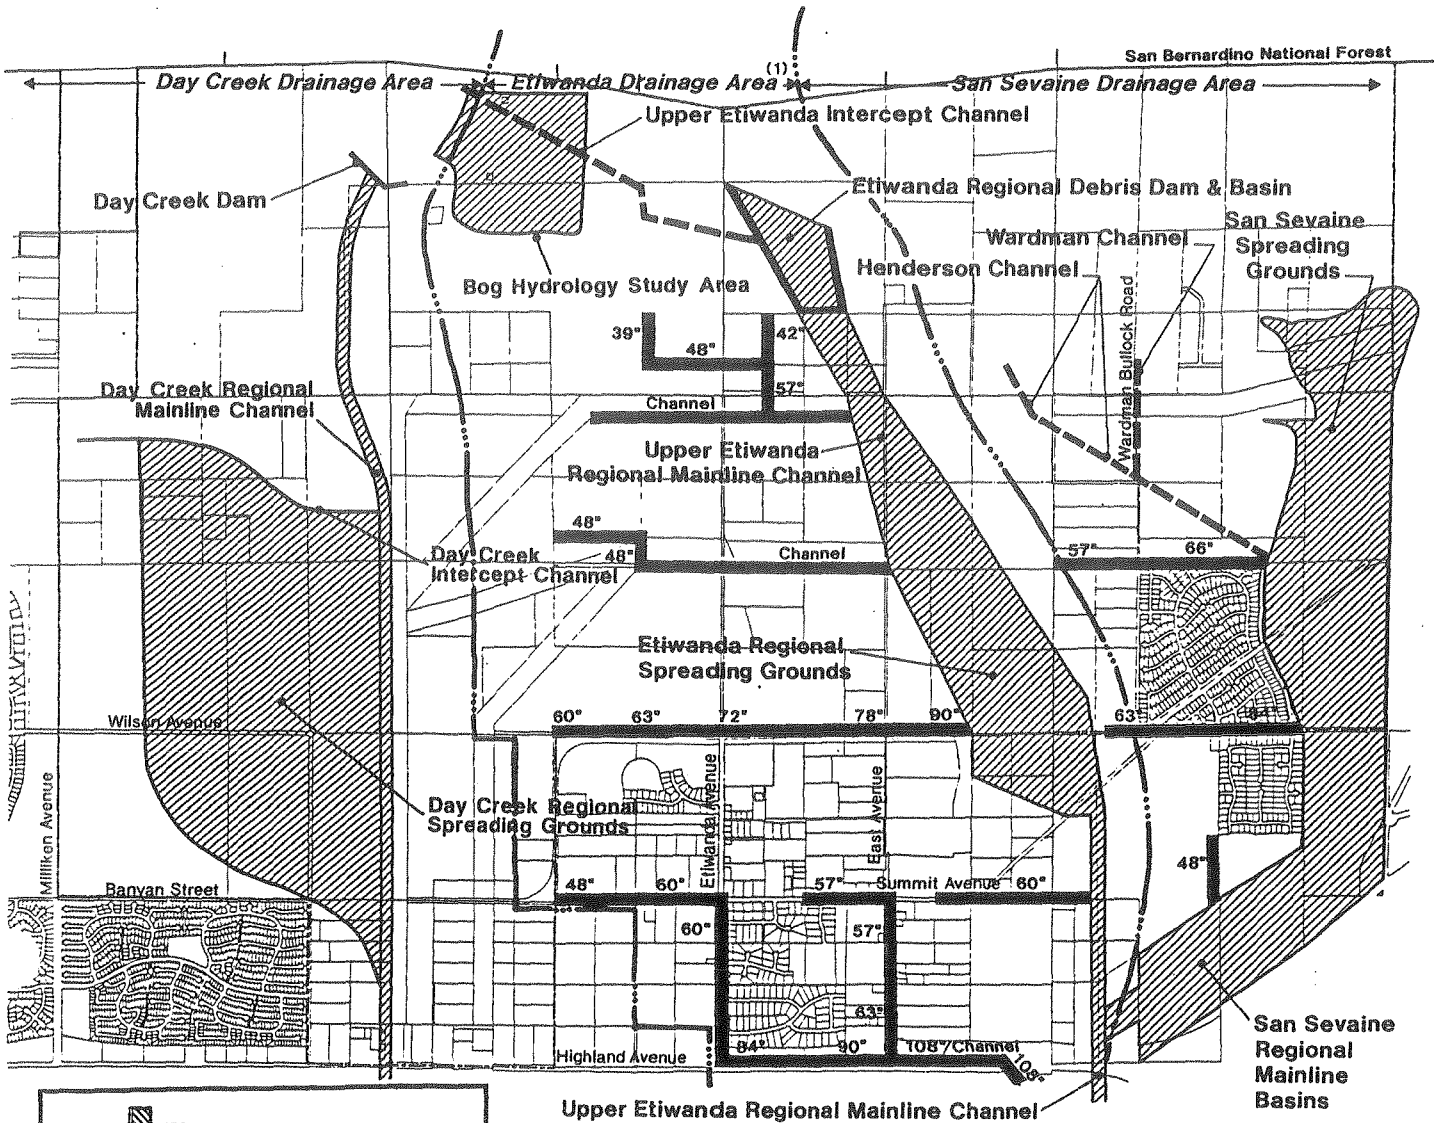 San Bernardino National Forest
Day Creek Drainage Area
Etiwanda Drainage Area
(1)
San Sevaine Drainage Area
Upper Etiwanda Intercept Channel
Day Creek Dam
Etiwanda Regional Debris Dam & Basin
San Sevaine
Spreading
Grounds
Wardman Channel
Henderson Channel
Bog Hydrology Study Area
Wardman Bullock Road
39"
48"
42"
57"
Day Creek Regional
Mainline Channel
Channel
Upper Etiwanda
Regional Mainline Channel
48"
48"
Channel
Day Creek
Intercept Channel
57"
66"
Etiwanda Regional
Spreading Grounds
Wilson Avenue
60"
63"
72"
78"
90"
63"
84"
Milliken Avenue
Day Creek Regional
Spreading Grounds
Etiwanda Avenue
East Avenue
48"
Banyan Street
48"
60"
57"
Summit Avenue
60"
60"
57"
63"
Highland Avenue
84"
90"
108"/Channel
108"
San Sevaine
Regional
Mainline
Basins
Upper Etiwanda Regional Mainline Channel